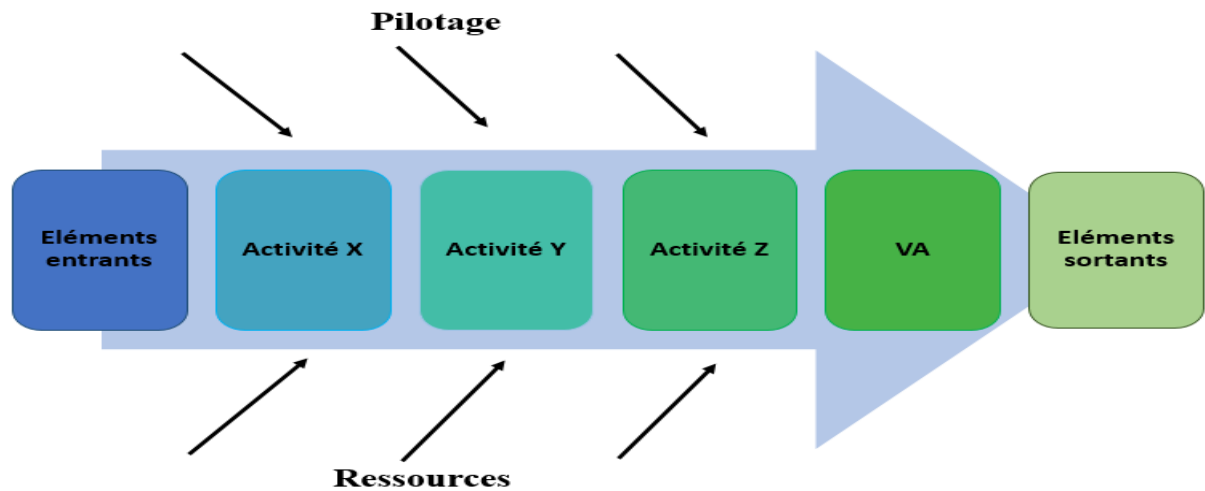 Pilotage
Eléments
entrants
Activité X
Activité Y
Activité Z
VA
Eléments
sortants
Ressources